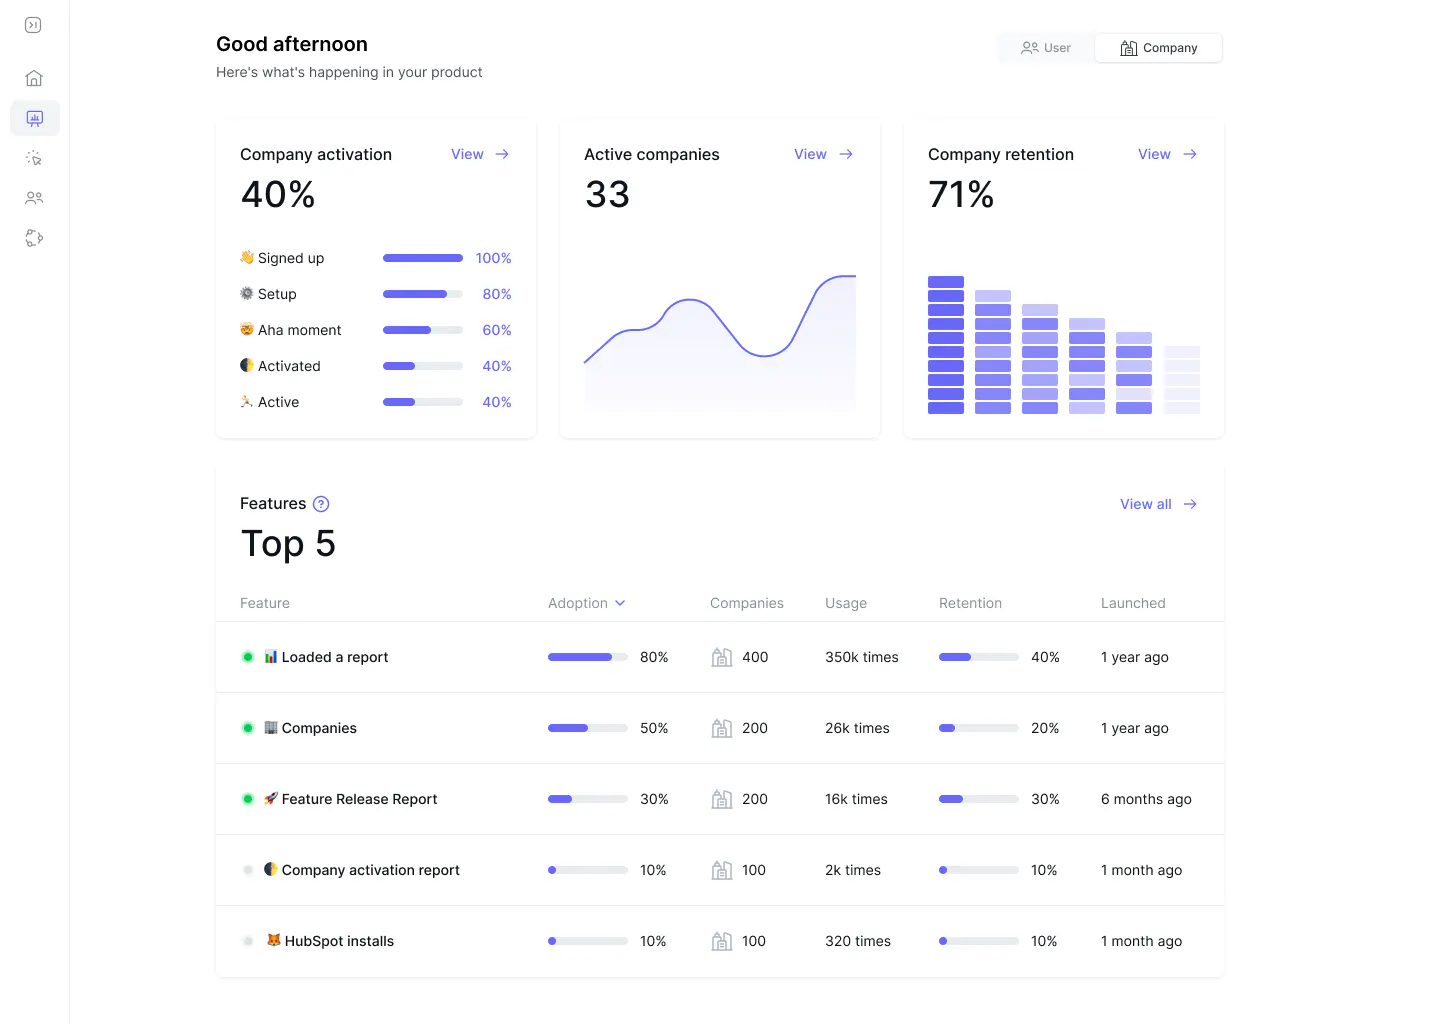 Good afternoon
Here's what's happening in your product
User
Company
Company activation
View
40%
Signed up 100%
Setup 80%
Aha moment 60%
Activated 40%
Active 40%
Active companies
View
33
Company retention
View
71%
Features
View all
Top 5
Feature Adoption Companies Usage Retention Launched
Loaded a report 80% 400 350k times 40% 1 year ago
Companies 50% 200 26k times 20% 1 year ago
Feature Release Report 30% 200 16k times 30% 6 months ago
Company activation report 10% 100 2k times 10% 1 month ago
HubSpot installs 10% 100 320 times 10% 1 month ago